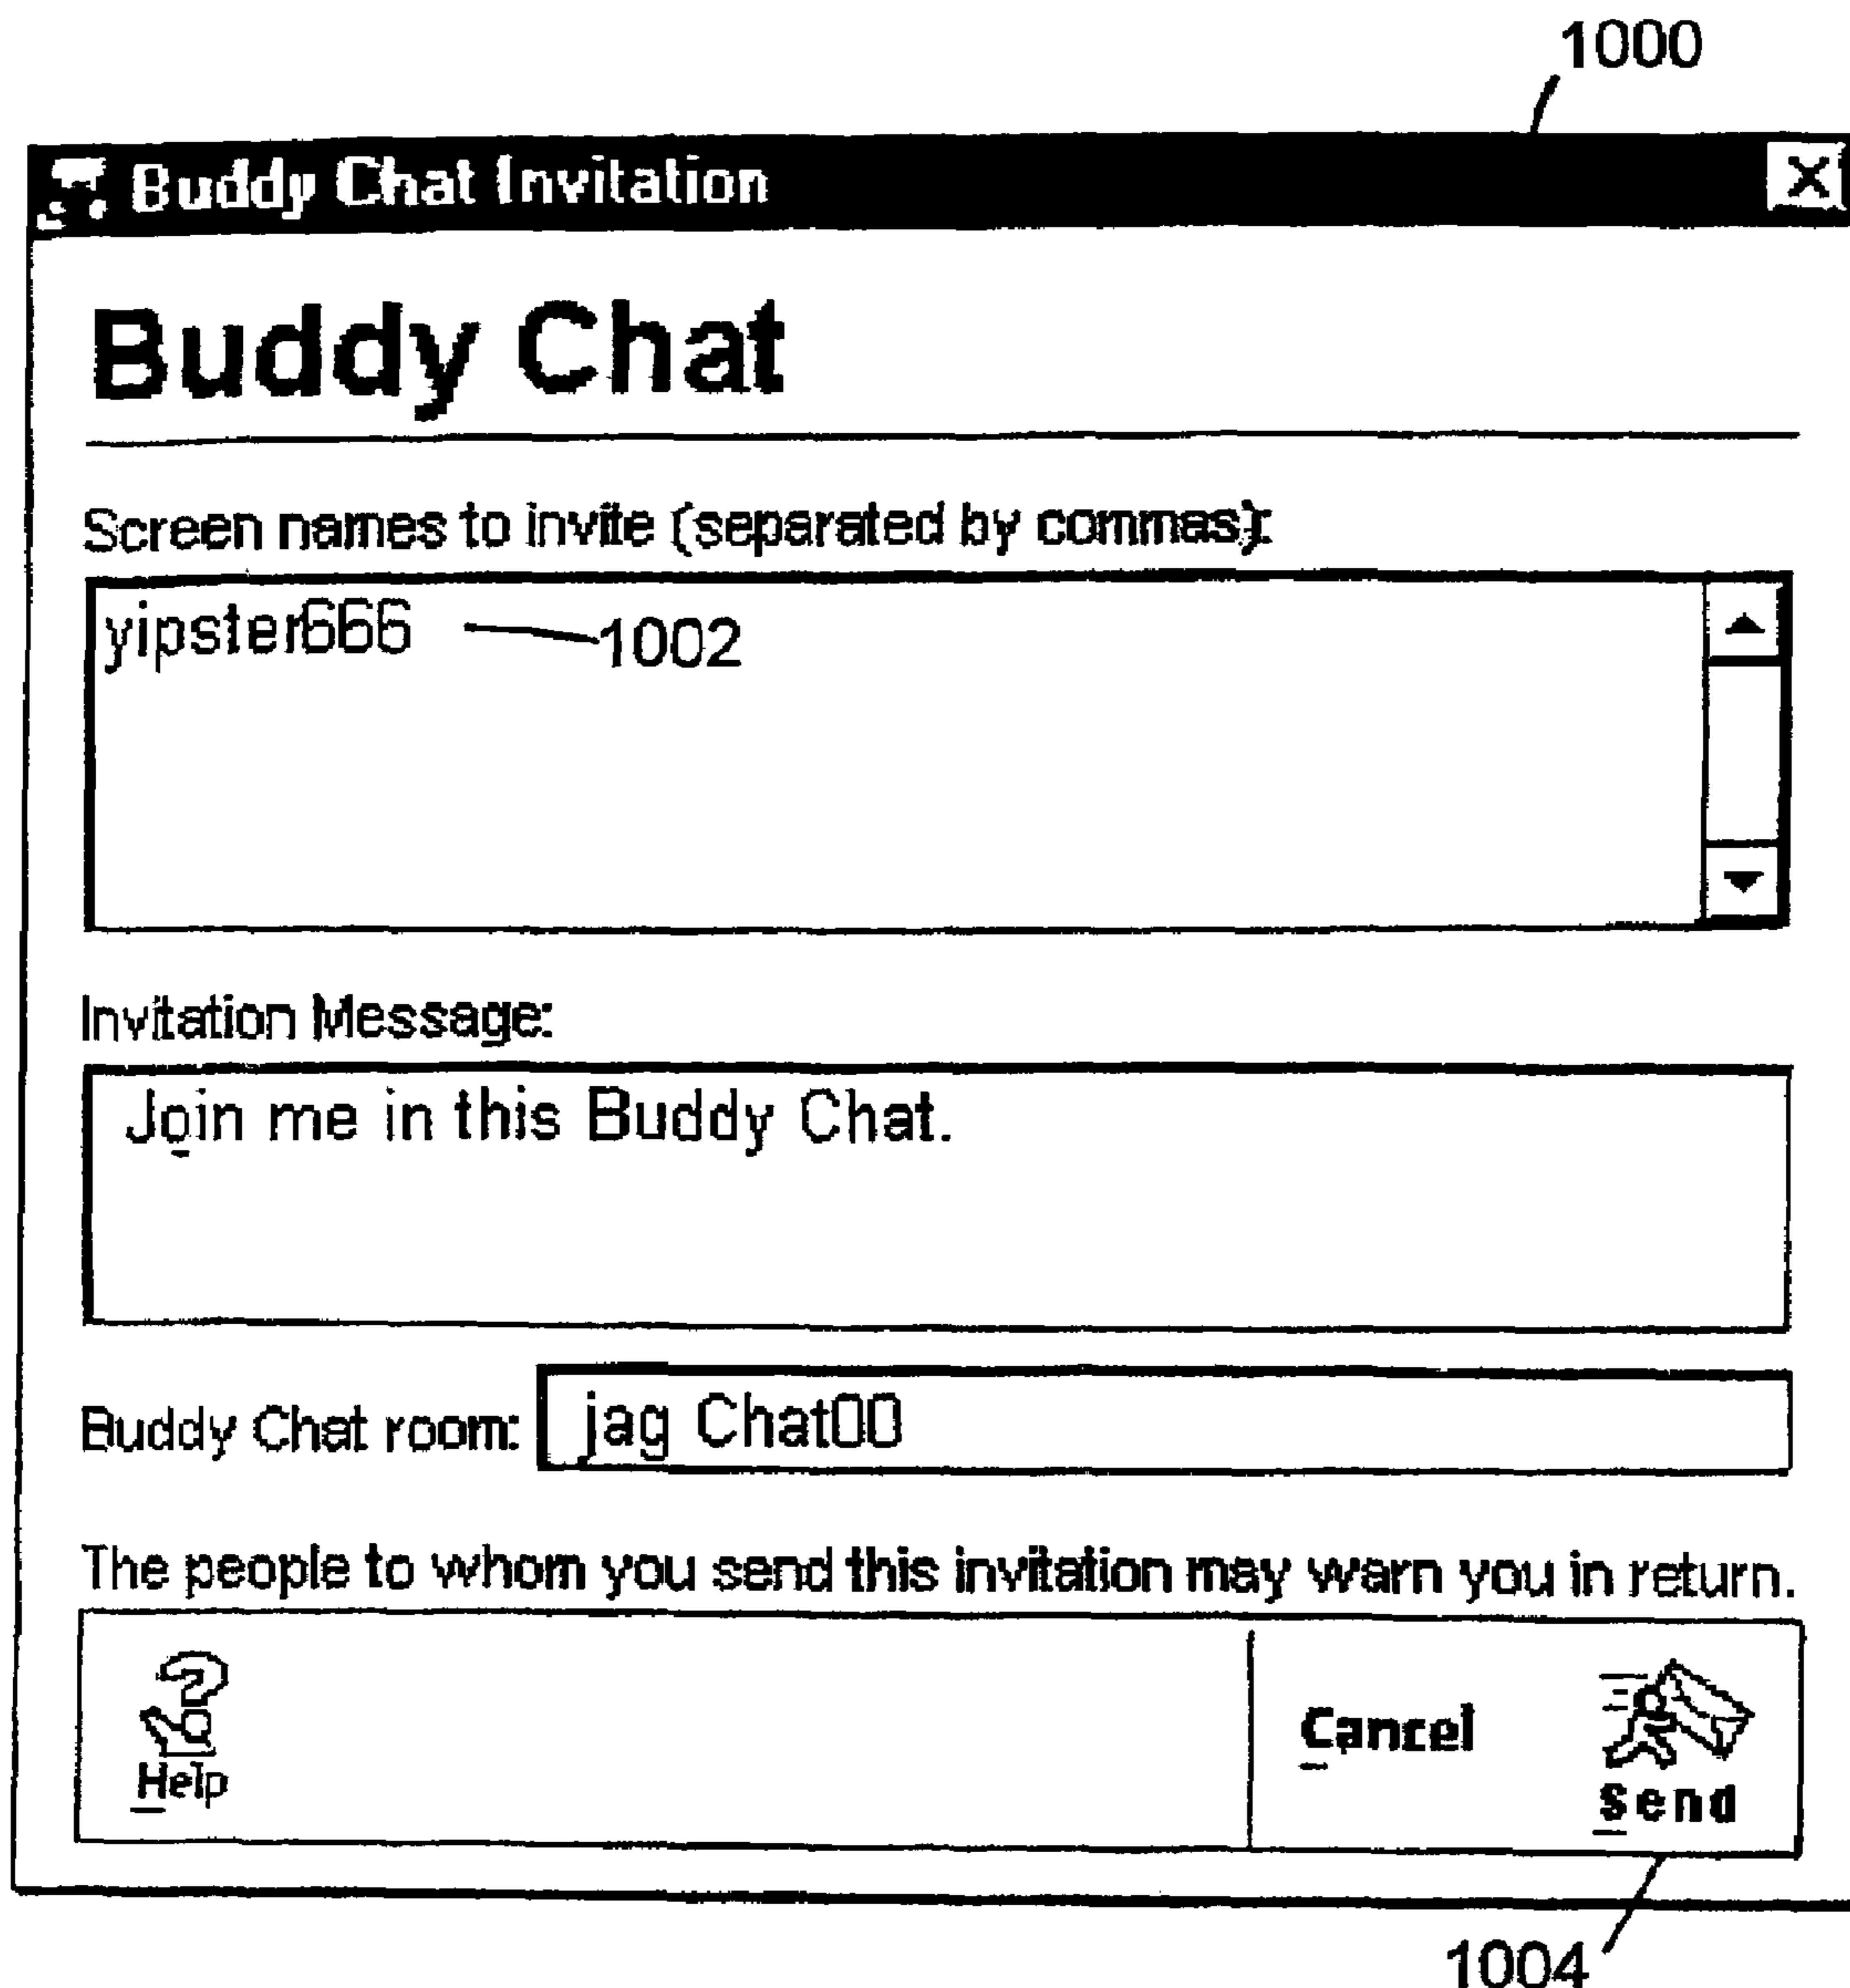 1000
Buddy Chat Invitation
Buddy Chat
Screen names to invite (separated by commas):
yipster666 1002
Invitation Message:
Join me in this Buddy Chat.
Buddy Chat room: jag Chat00
The people to whom you send this invitation may warn you in return.
Help Cancel Send
1004